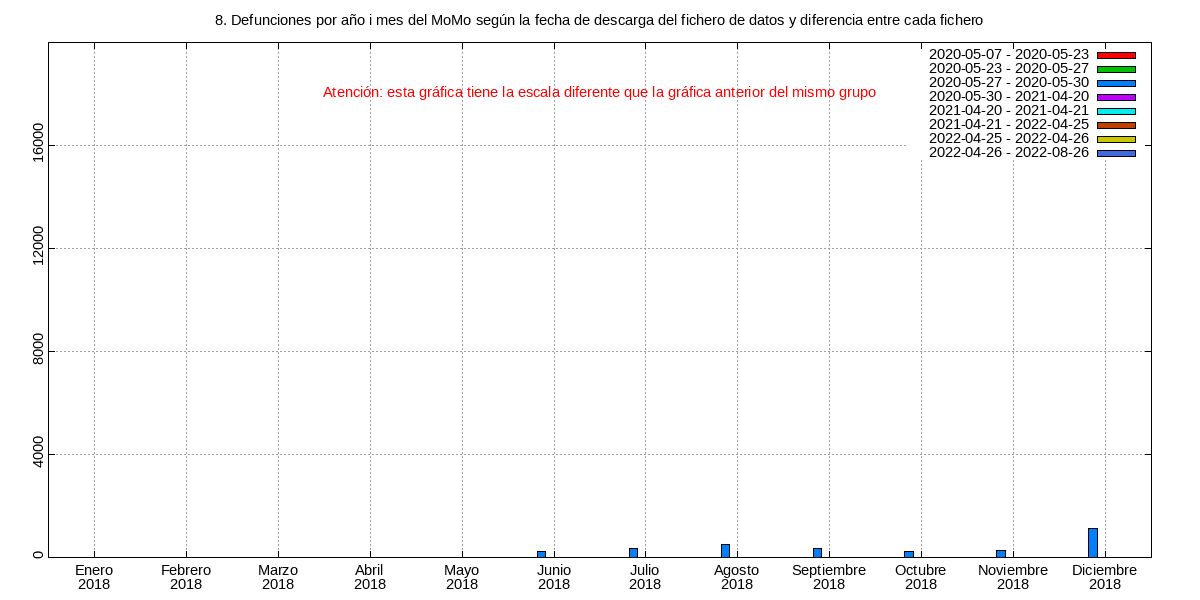 8. Defunciones por año i mes del MoMo según la fecha de descarga del fichero de datos y diferencia entre cada fichero
2020-05-07 - 2020-05-23
2020-05-23 - 2020-05-27
2020-05-27 - 2020-05-30
2020-05-30 - 2021-04-20
2021-04-20 - 2021-04-21
2021-04-21 - 2022-04-25
2022-04-25 - 2022-04-26
2022-04-26 - 2022-08-26
Atención: esta gráfica tiene la escala diferente que la gráfica anterior del mismo grupo
16000
12000
8000
4000
0
Enero Febrero Marzo Abril Mayo Junio Julio Agosto Septiembre Octubre Noviembre Diciembre
2018 2018 2018 2018 2018 2018 2018 2018 2018 2018 2018 2018